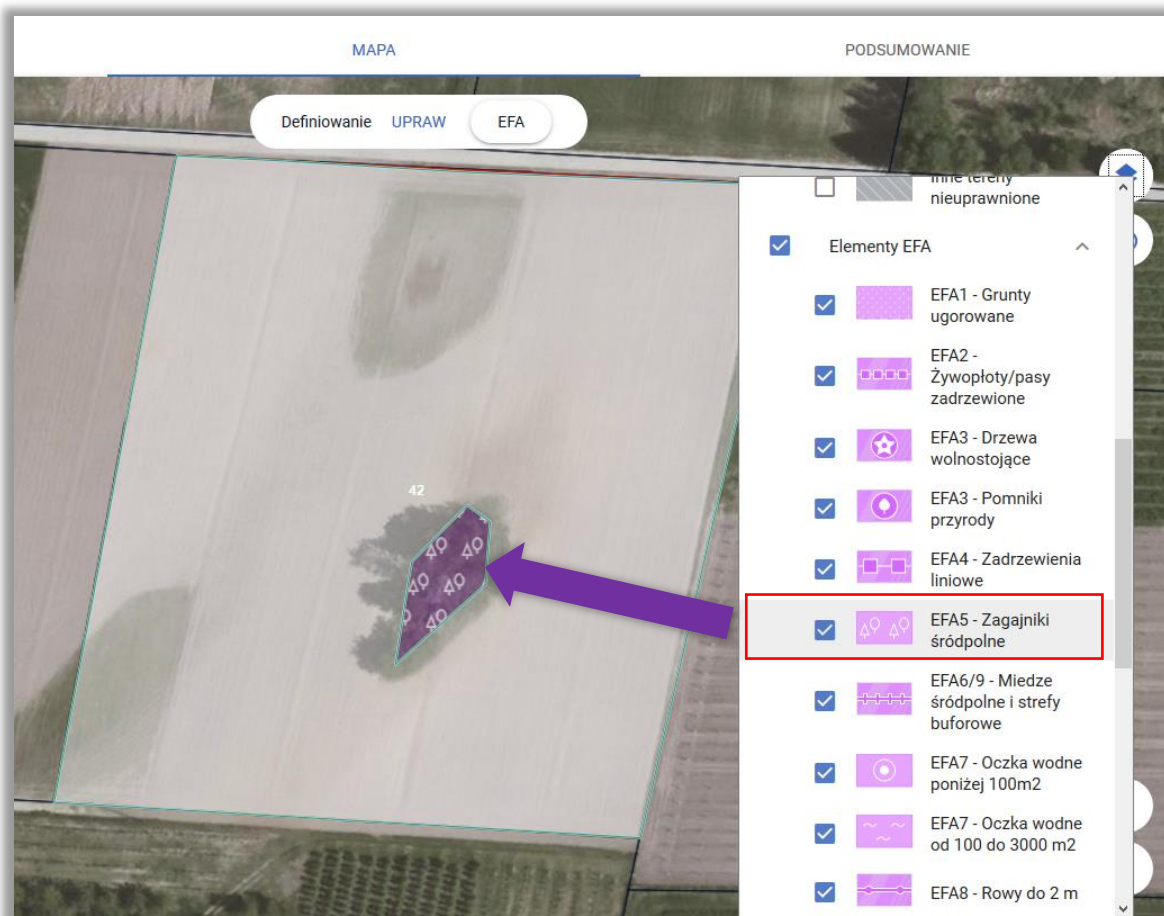 MAPA
PODSUMOWANIE
Definiowanie UPRAW EFA
42
Inne tereny
nieuprawnione
Elementy EFA
EFA1 - Grunty
ugorowane
EFA2 -
Żywopłoty/pasy
zadrzewione
EFA3 - Drzewa
wolnostojące
EFA3 - Pomniki
przyrody
EFA4 - Zadrzewienia
liniowe
EFA5 - Zagajniki
śródpolne
EFA6/9 - Miedze
śródpolne i strefy
buforowe
EFA7 - Oczka wodne
poniżej 100m2
EFA7 - Oczka wodne
od 100 do 3000 m2
EFA8 - Rowy do 2 m